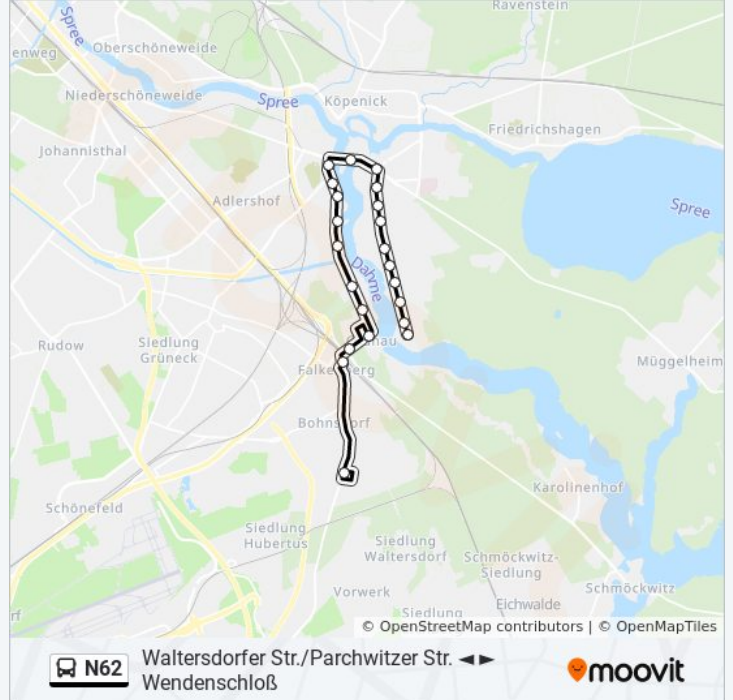 Ravenstein
Spree
Oberschöneweide
enweg
Niederschöneweide
Spree
Köpenick
Friedrichshagen
Johannisthal
Adlershof
Spree
Dahme
Rudow
Siedlung
Grüneck
nau
Müggelheim
Falkenberg
Bohnsdorf
Karolinenhof
Schönefeld
Siedlung
Hubertus
Siedlung
Waltersdorf
Schmöckwitz-
Siedlung
Vorwerk
Eichwalde
Schmöckwitz
rf
Siedlung
© OpenStreetMap contributors | © OpenMapTiles
N62
Waltersdorfer Str./Parchwitzer Str. ◄►
Wendenschloß
moovit